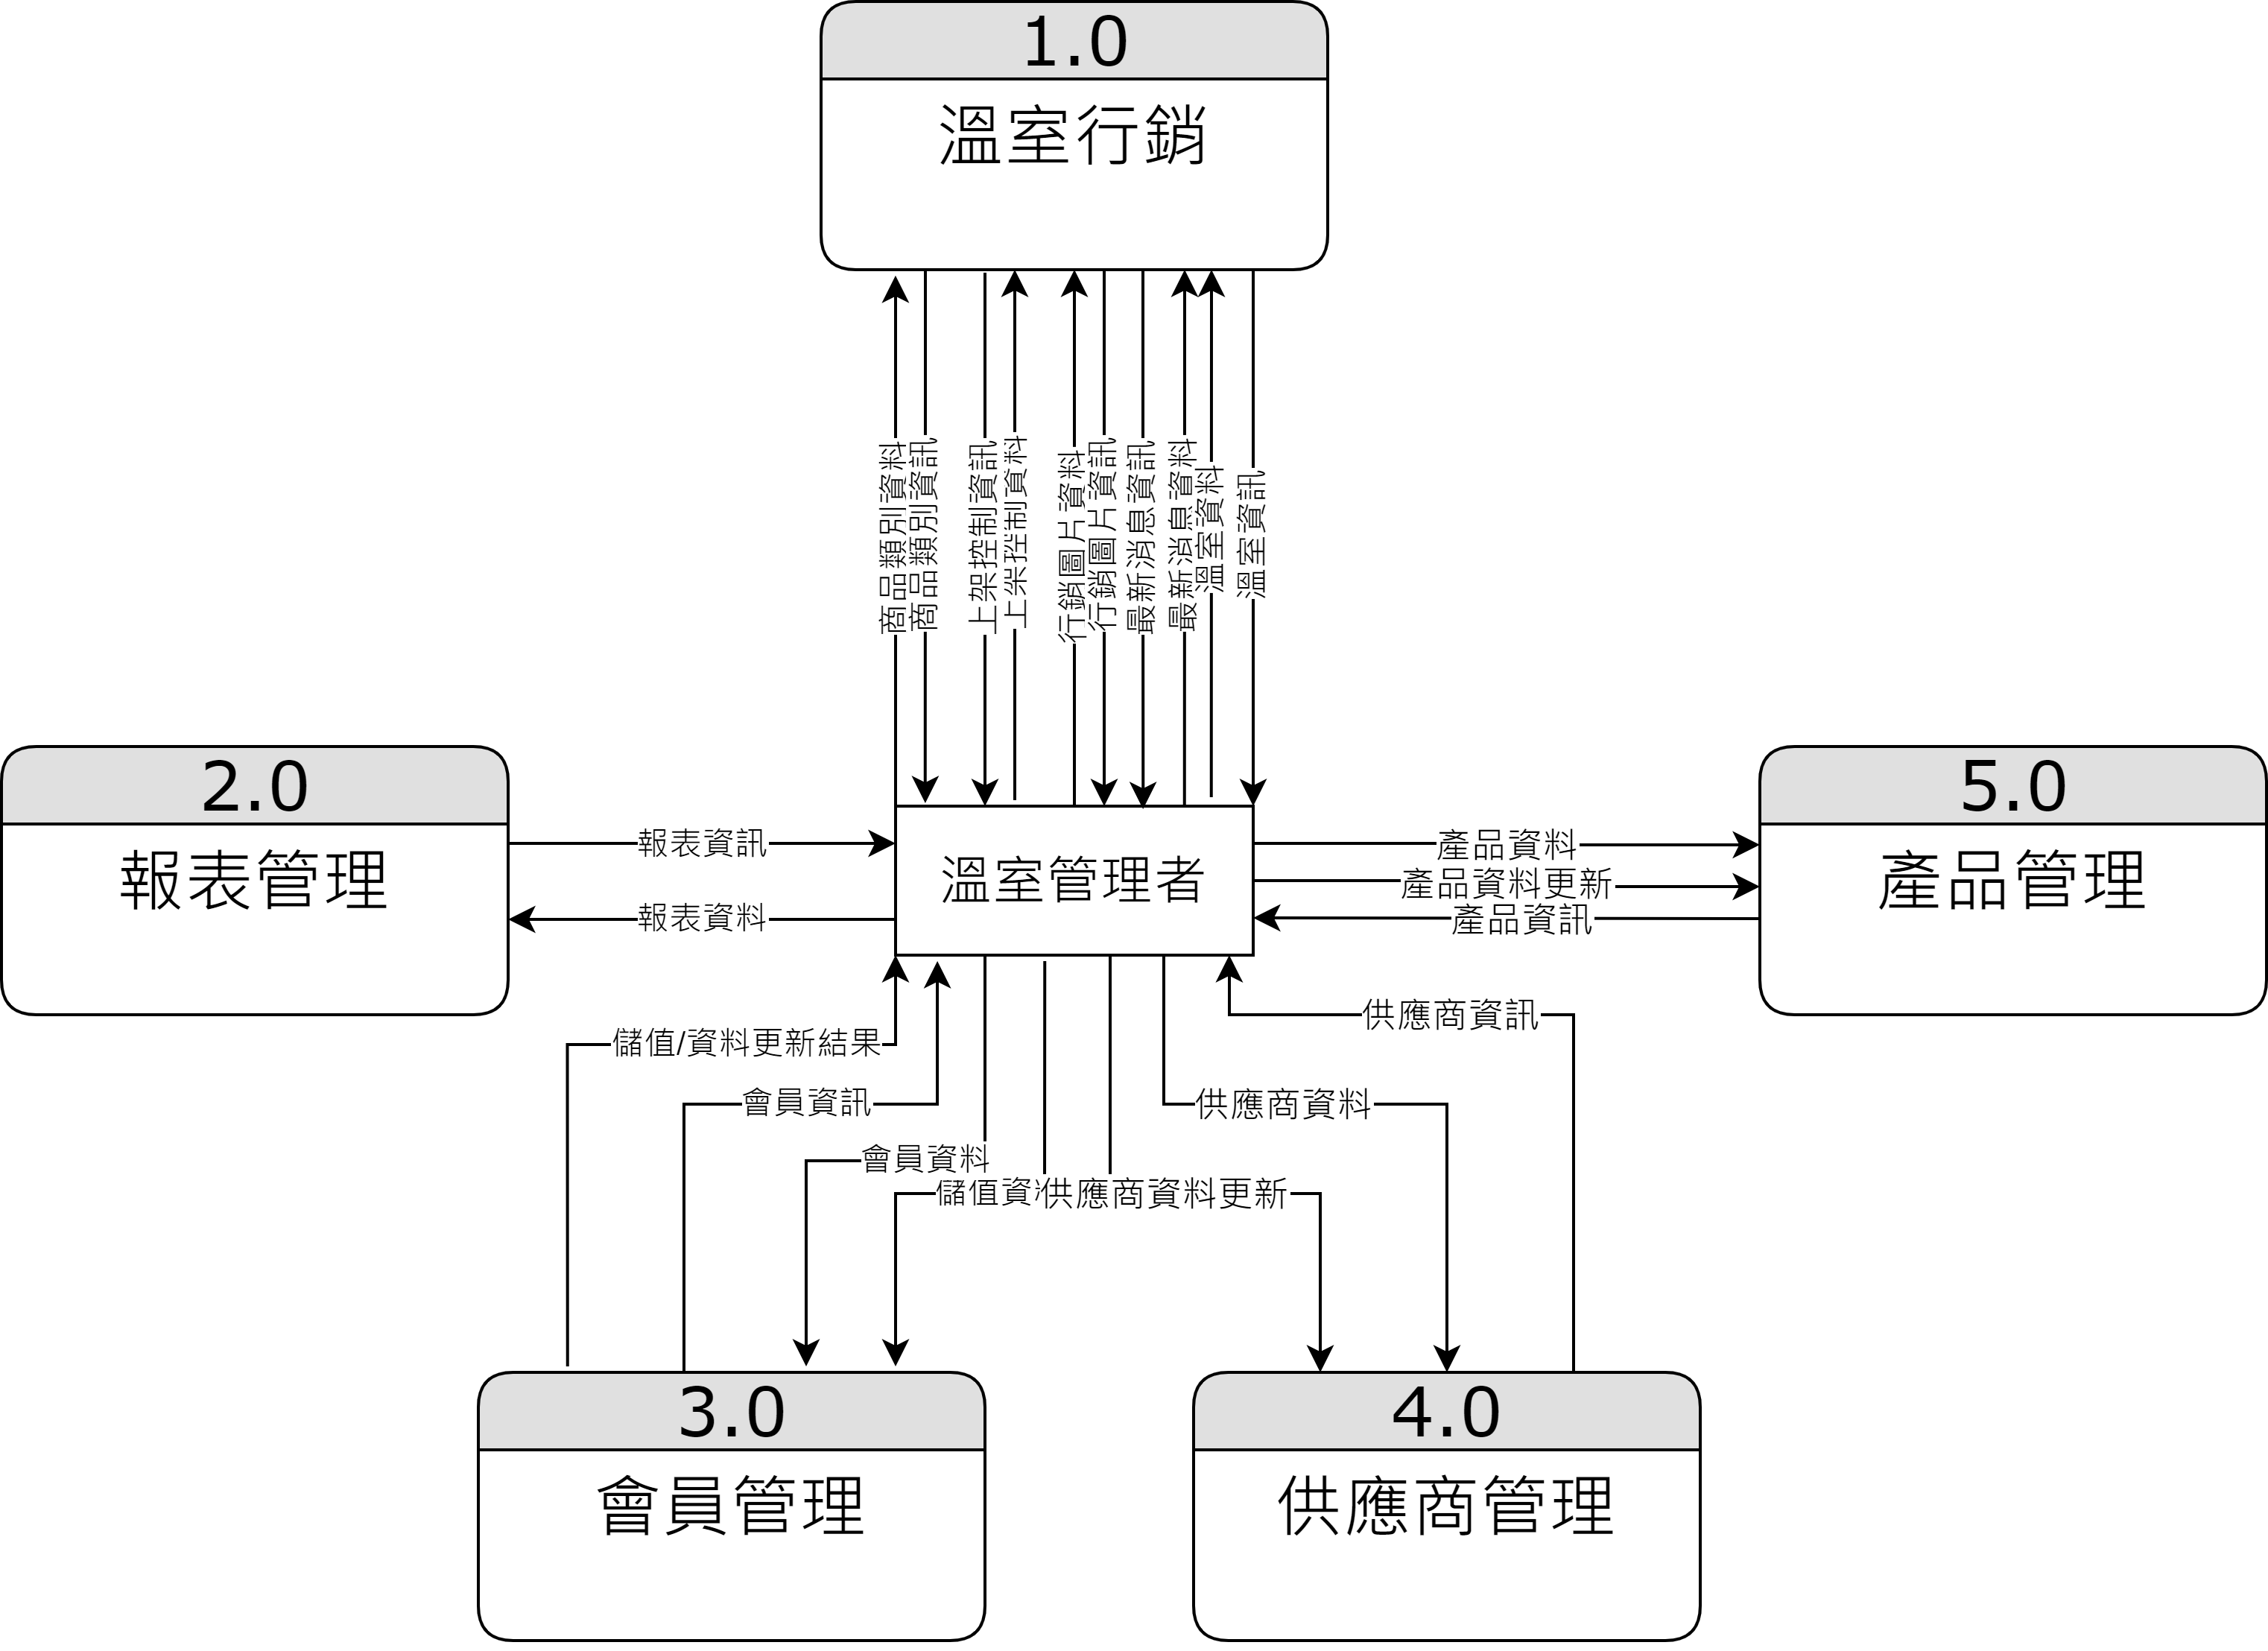 1.0
溫室行銷
商品類別資料
商品類別資訊
上架控制資訊
上架控制資料
行銷圖片資料
行銷圖片資訊
最新消息資訊
最新消息資料
溫室資料
溫室資訊
2.0
報表管理
報表資訊
報表資料
溫室管理者
產品資料
產品資料更新
產品資訊
5.0
產品管理
儲值/資料更新結果
供應商資訊
會員資訊
供應商資料
會員資料
儲值資
供應商資料更新
3.0
會員管理
4.0
供應商管理